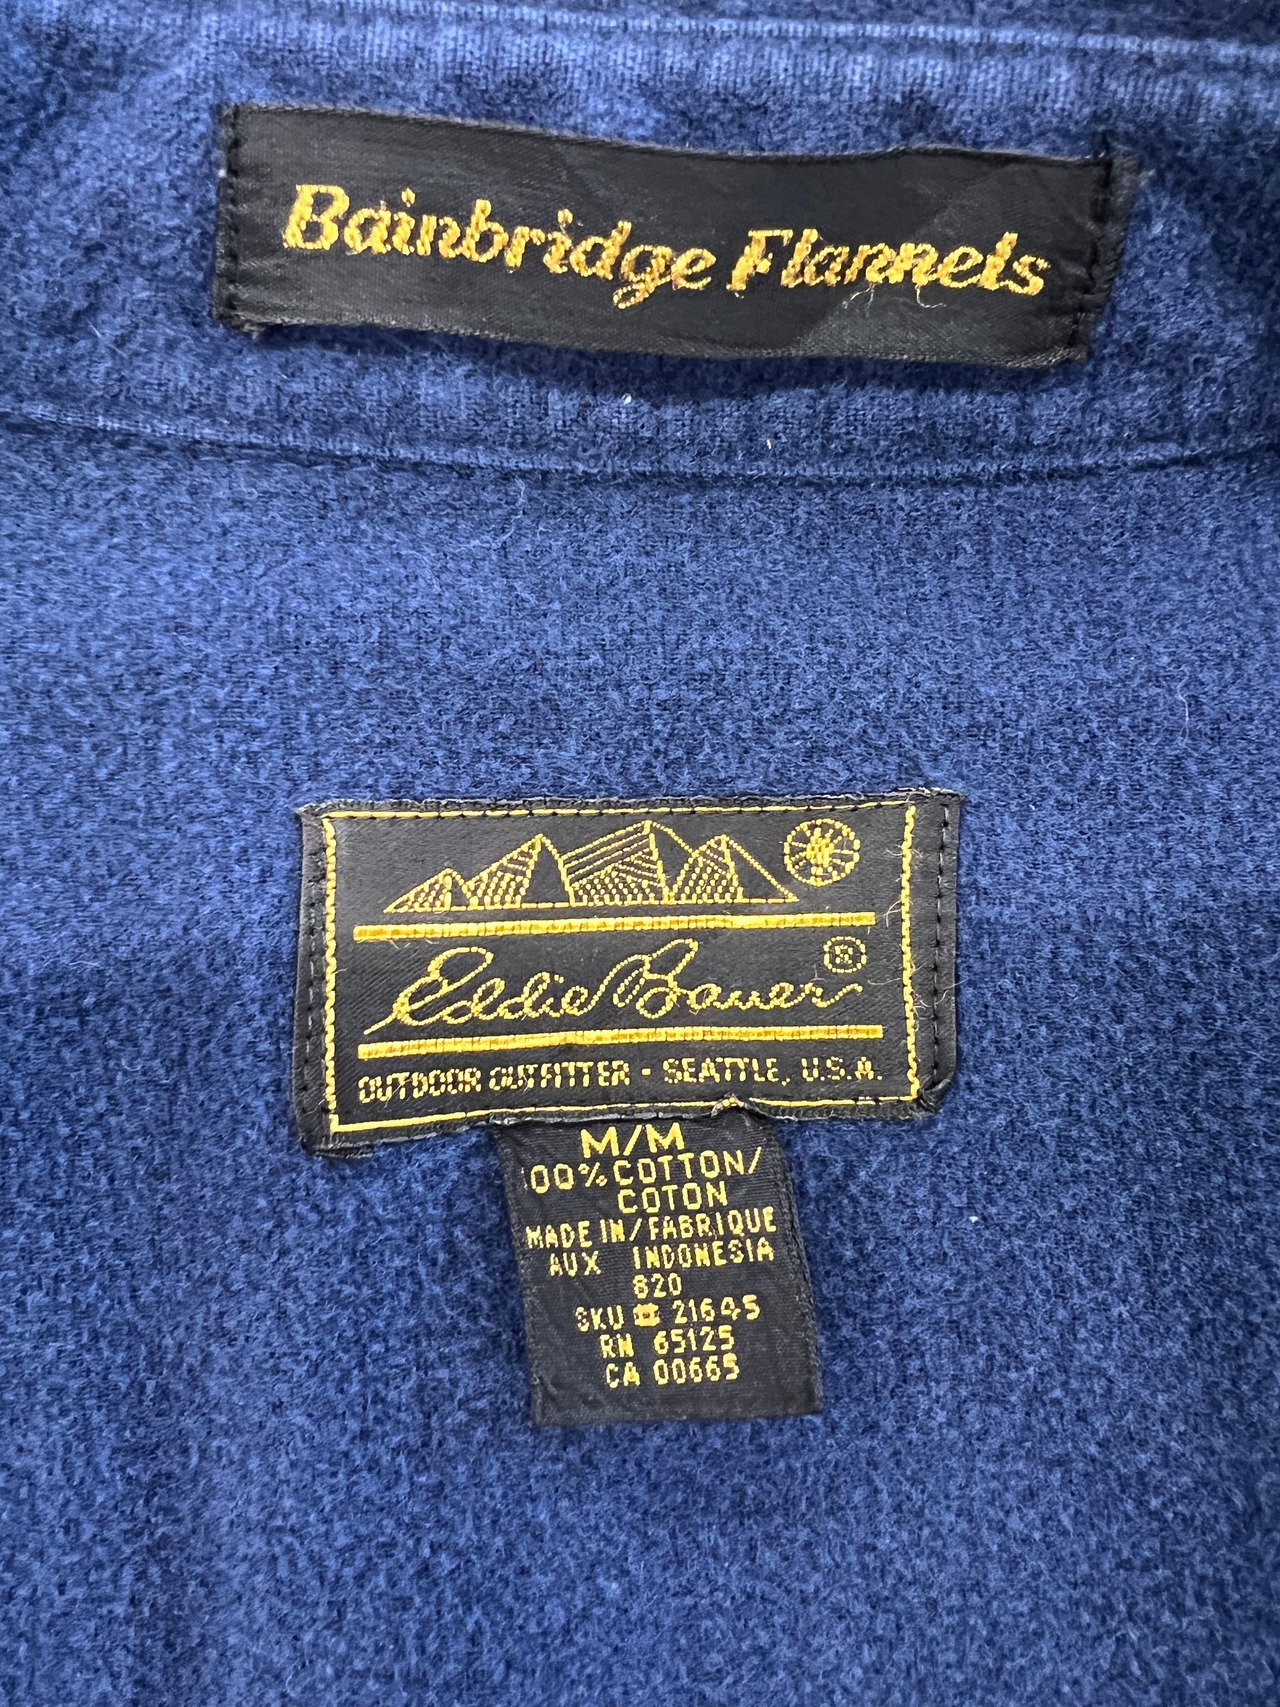 Bainbridge Flannels
Eddie Bauer®
OUTDOOR OUTFITTER - SEATTLE, U.S.A.
M/M
100% COTTON/
COTON
MADE IN/FABRIQUE
AUX INDONESIA
820
SKU # 21645
RN 65125
CA 00665